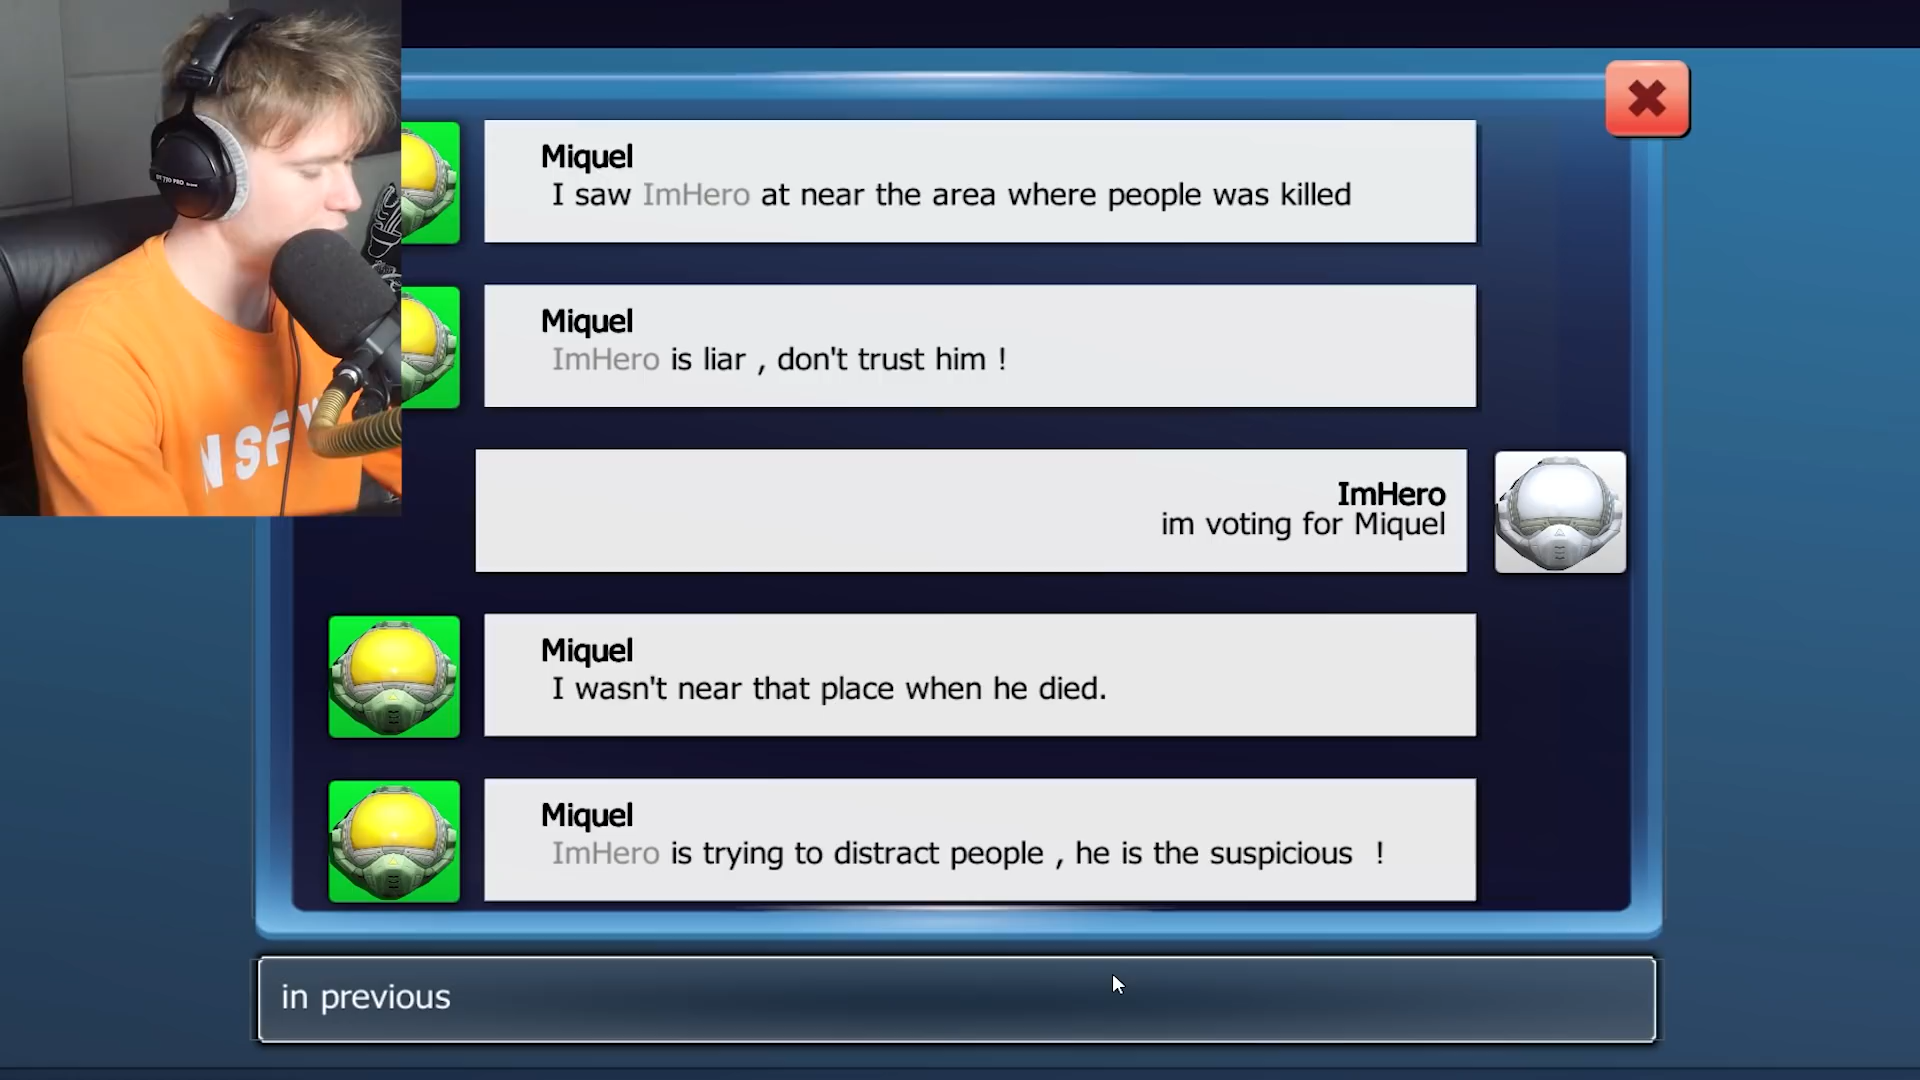 Miquel
I saw ImHero at near the area where people was killed
Miquel
ImHero is liar , don't trust him !
ImHero
im voting for Miquel
Miquel
I wasn't near that place when he died.
Miquel
ImHero is trying to distract people , he is the suspicious !
in previous
NSF